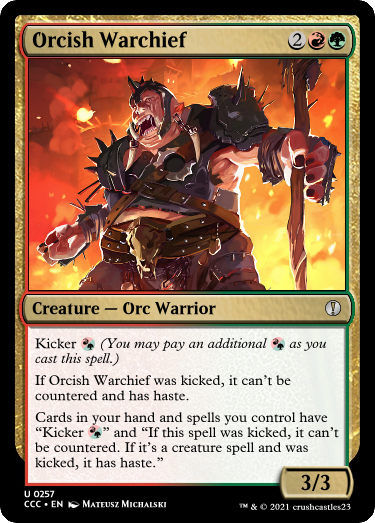 Orcish Warchief 2
Creature — Orc Warrior
Kicker (You may pay an additional as you
cast this spell.)
If Orcish Warchief was kicked, it can't be
countered and has haste.
Cards in your hand and spells you control have
“Kicker ” and “If this spell was kicked, it can't
be countered. If it's a creature spell and was
kicked, it has haste.”
3/3
U 0257
CCC • EN Mateusz Michalski
™ & © 2021 crushcastles23